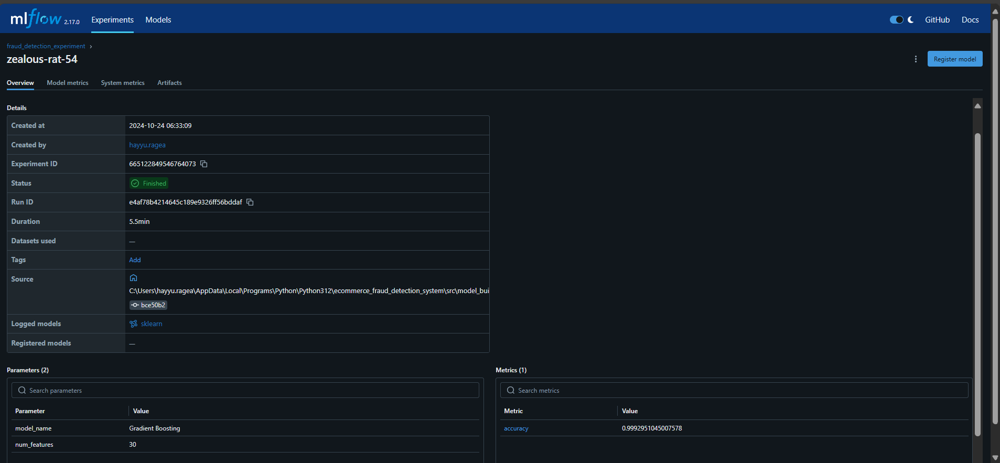 mlflow 2.17.0 Experiments Models GitHub Docs
fraud_detection_experiment
zealous-rat-54
Register model
Overview Model metrics System metrics Artifacts
Details
Created at 2024-10-24 06:33:09
Created by hayyu.ragea
Experiment ID 665122849546764073
Status Finished
Run ID e4af78b4214645c189e9326ff56bddaf
Duration 5.5min
Datasets used —
Tags Add
Source
C:\Users\hayyu.ragea\AppData\Local\Programs\Python\Python312\ecommerce_fraud_detection_system\src\model_bui
bce50b2
Logged models sklearn
Registered models —
Parameters (2) Metrics (1)
Search parameters Search metrics
Parameter Value Metric Value
model_name Gradient Boosting accuracy 0.9992951045007578
num_features 30